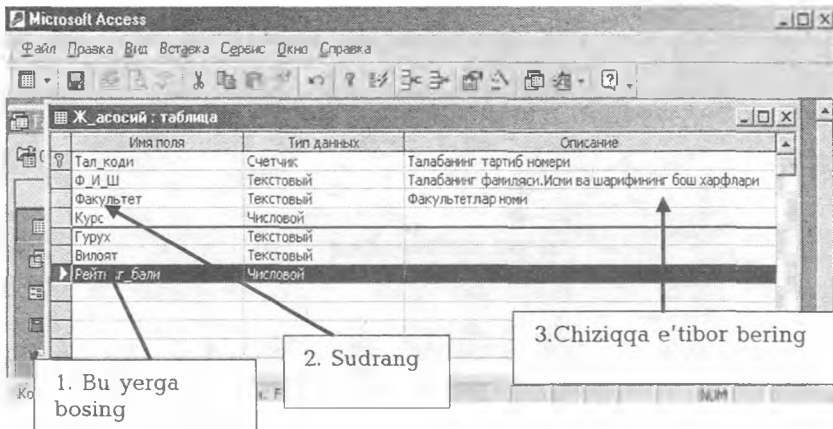 Microsoft Access
Файл Правка Вид Вставка Сервис Окно Справка
Ж_асосий : таблица
Имя поля Тип данных Описание
Тал_коди Счетчик Талабанинг тартиб номери
Ф_И_Ш Текстовый Талабанинг фамиляси.Исми ва шарифининг бош харфлари
Факультет Текстовый Факультетлар номи
Курс Числовой
Гурух Текстовый
Вилоят Текстовый
Числовой
3.Chiziqqa e'tibor bering
2. Sudrang
1. Bu yerga
bosing
NUM